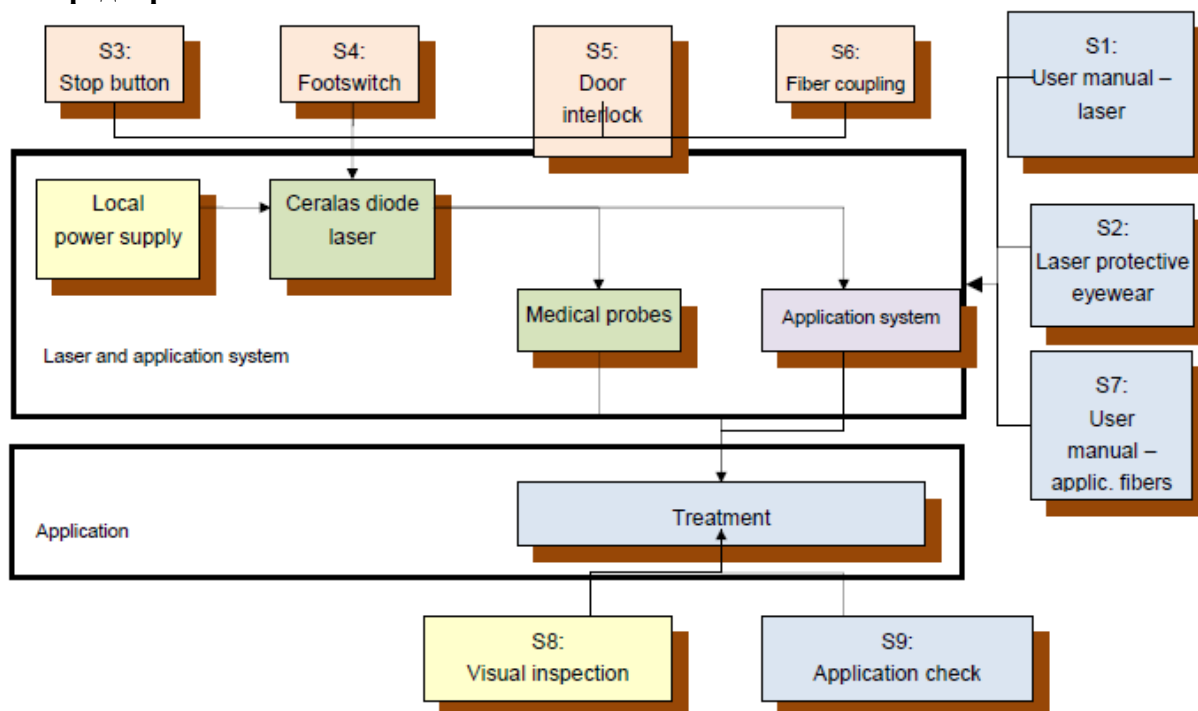 S3:
Stop button
S4:
Footswitch
S5:
Door
interlock
S6:
Fiber coupling
S1:
User manual –
laser
Local
power supply
Ceralas diode
laser
S2:
Laser protective
eyewear
Medical probes
Application system
Laser and application system
S7:
User
manual –
applic. fibers
Treatment
Application
S8:
Visual inspection
S9:
Application check